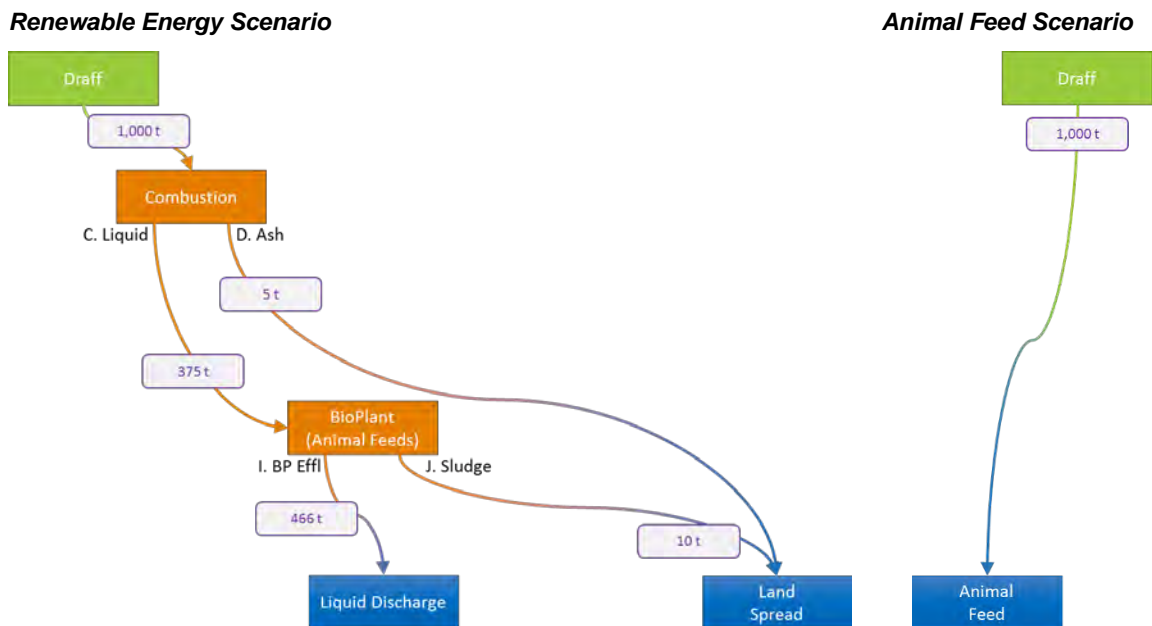 Renewable Energy Scenario
Animal Feed Scenario
Draff
Draff
1,000 t
1,000 t
Combustion
C. Liquid
D. Ash
5 t
375 t
BioPlant
(Animal Feeds)
I. BP Effl
J. Sludge
466 t
10 t
Liquid Discharge
Land
Spread
Animal
Feed